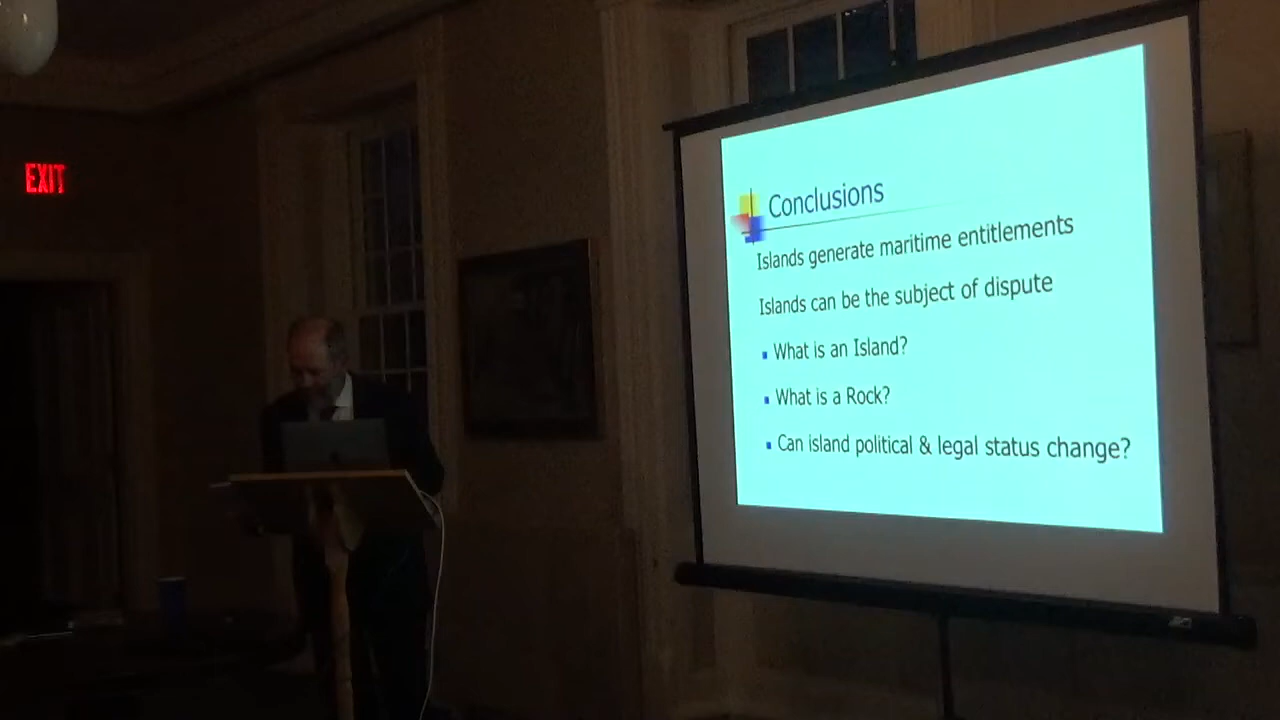 EXIT
Conclusions
Islands generate maritime entitlements
Islands can be the subject of dispute
What is an Island?
What is a Rock?
Can island political & legal status change?